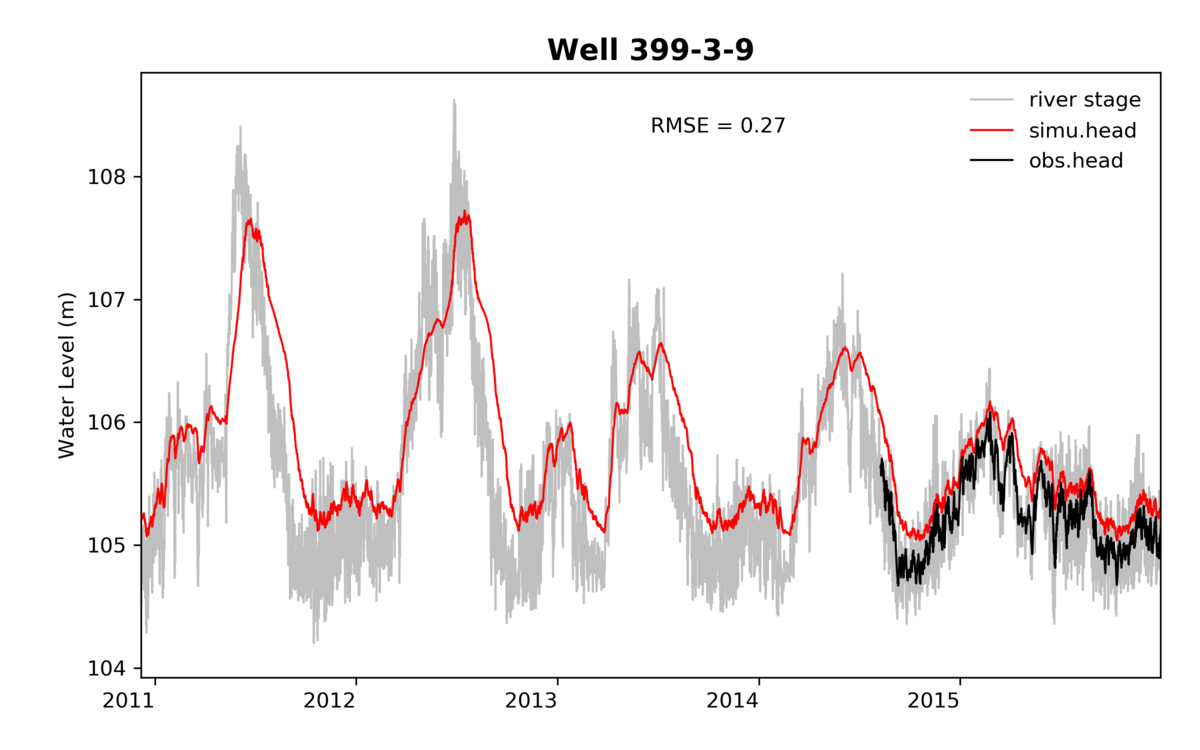 Well 399-3-9
RMSE = 0.27
river stage
simu.head
obs.head
Water Level (m)
108
107
106
105
104
2011
2012
2013
2014
2015